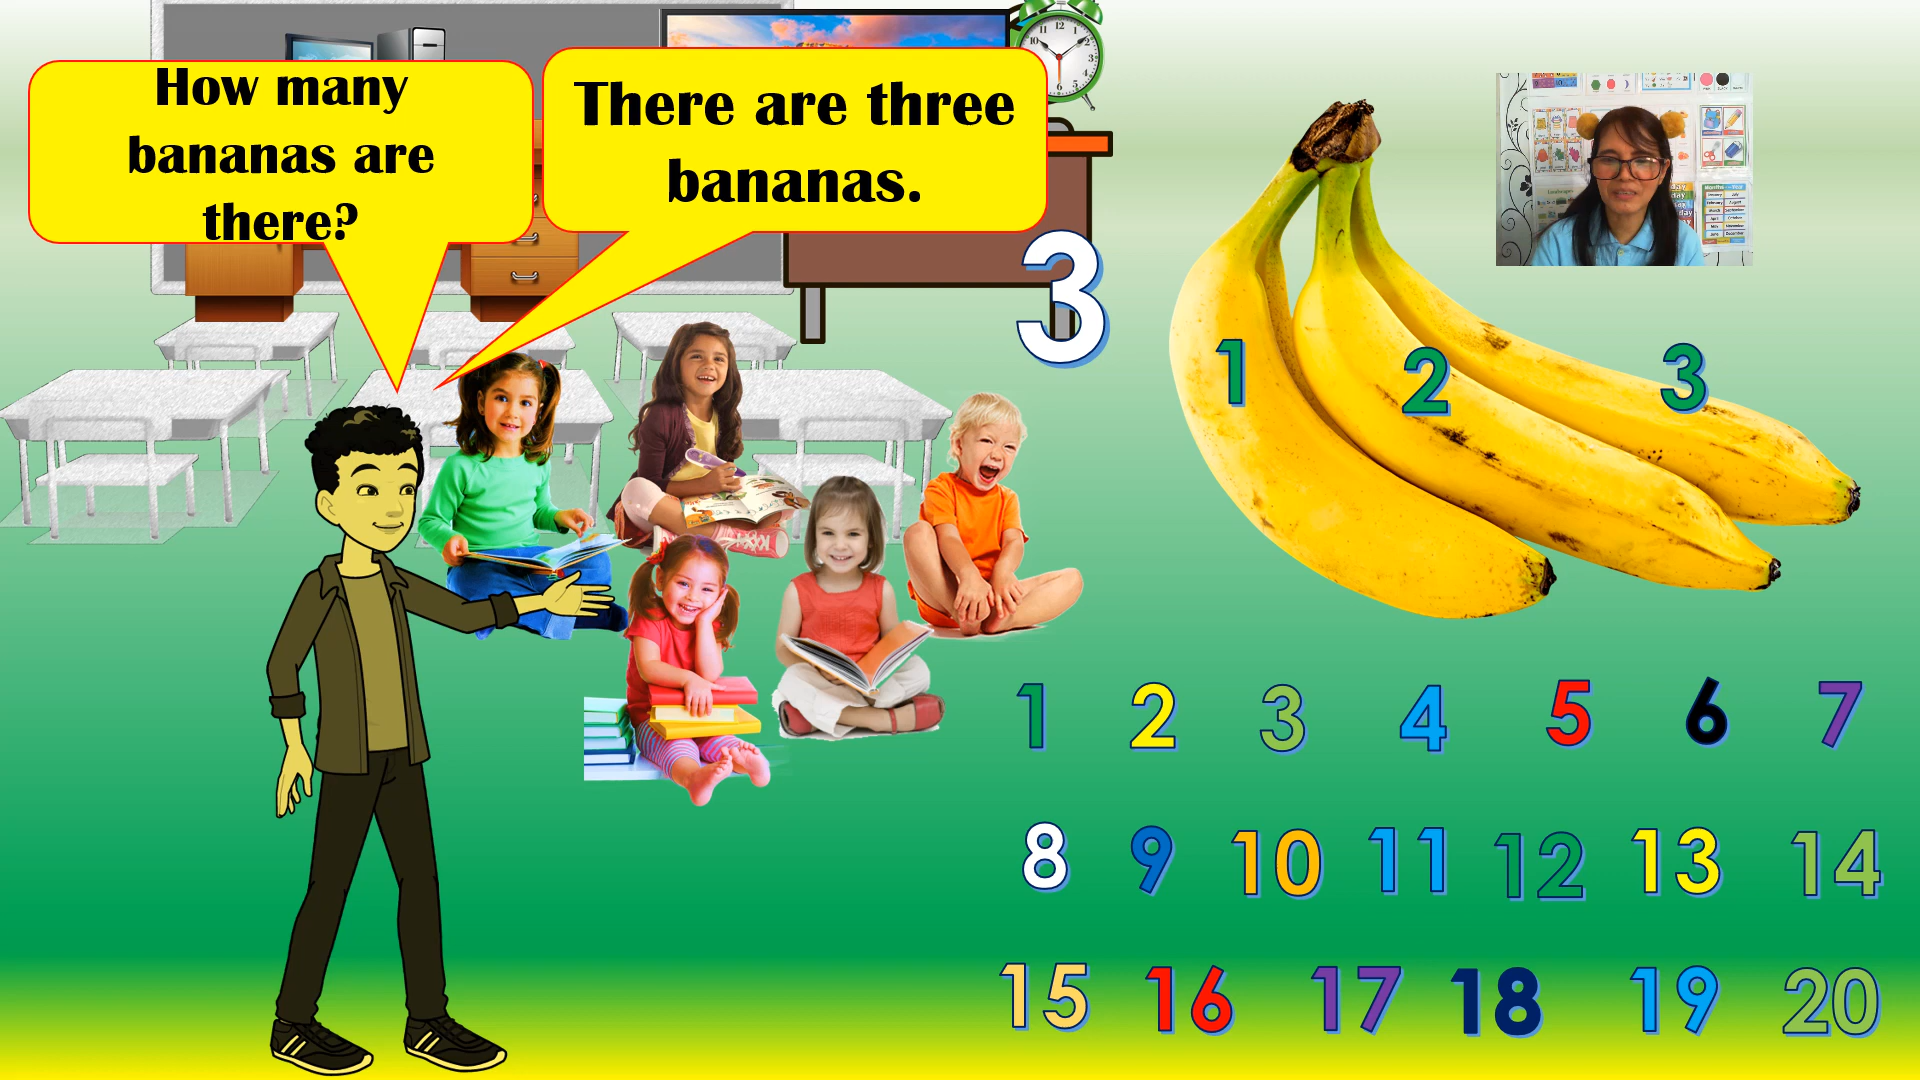 How many
bananas are
there?
There are three
bananas.
3
1 2 3
1 2 3 4 5 6 7
8 9 10 11 12 13 14
15 16 17 18 19 20